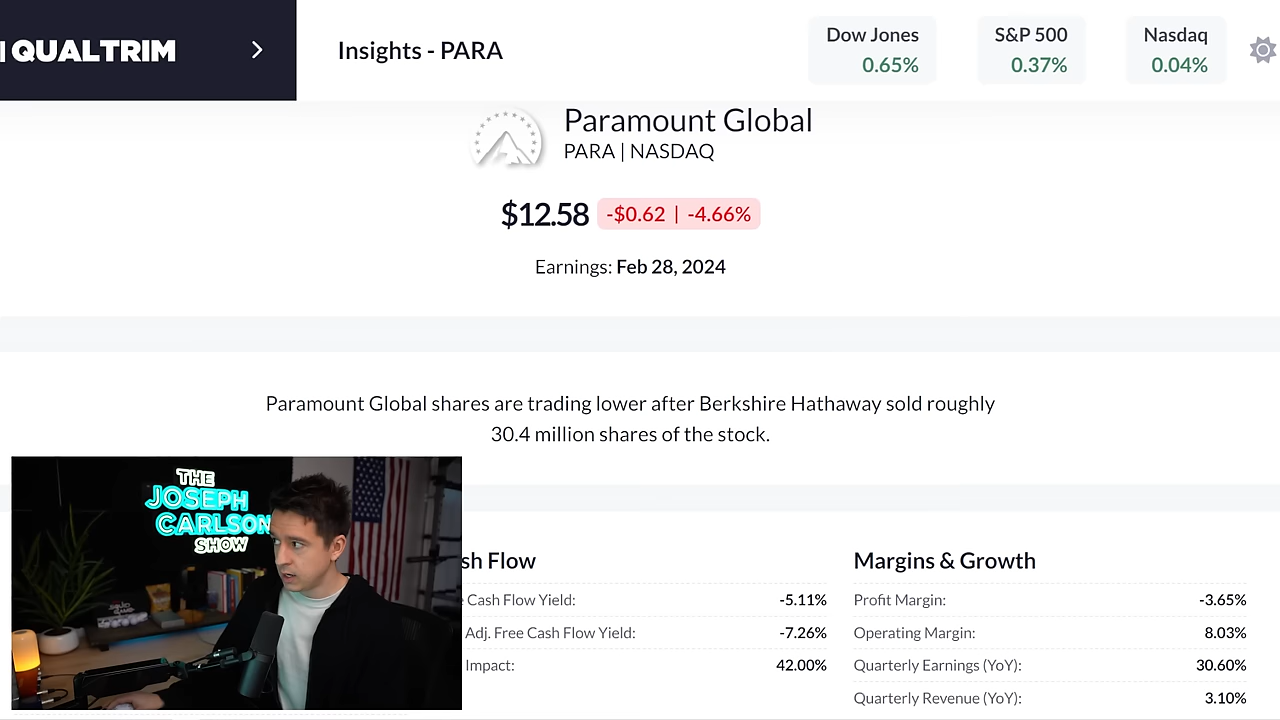 QUALTRIM
Insights - PARA
Dow Jones
0.65%
S&P 500
0.37%
Nasdaq
0.04%
Paramount Global
PARA | NASDAQ
$12.58 -$0.62 | -4.66%
Earnings: Feb 28, 2024
Paramount Global shares are trading lower after Berkshire Hathaway sold roughly
30.4 million shares of the stock.
THE
JOSEPH
CARLSON
SHOW
sh Flow
Cash Flow Yield: -5.11%
Adj. Free Cash Flow Yield: -7.26%
Impact: 42.00%
Margins & Growth
Profit Margin: -3.65%
Operating Margin: 8.03%
Quarterly Earnings (YoY): 30.60%
Quarterly Revenue (YoY): 3.10%